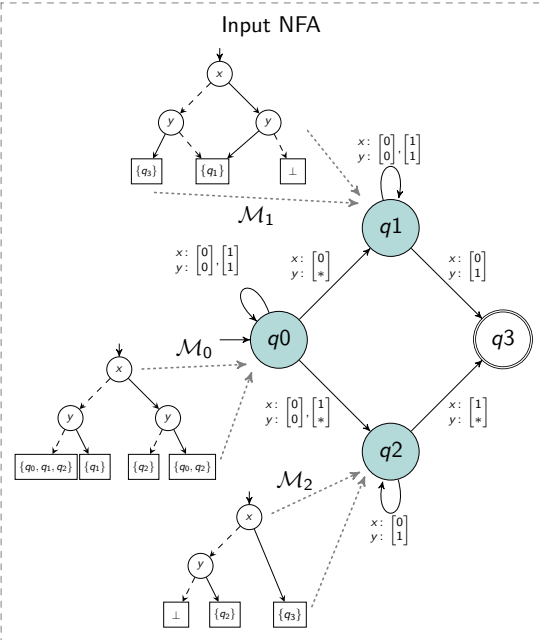 Input NFA
x
y y
{q₃} {q₁} ⊥
x: [0],[1]
y: [0] [1]
M₁
q1
x: [0],[1]
y: [0] [1]
x: [0]
y: [*]
x: [0]
y: [1]
M₀
q0
q3
x
y y
{q₀, q₁, q₂} {q₁} {q₂} {q₀, q₂}
x: [0],[1]
y: [0] [*]
x: [1]
y: [*]
q2
M₂
x
y
⊥ {q₂} {q₃}
x: [0]
y: [1]